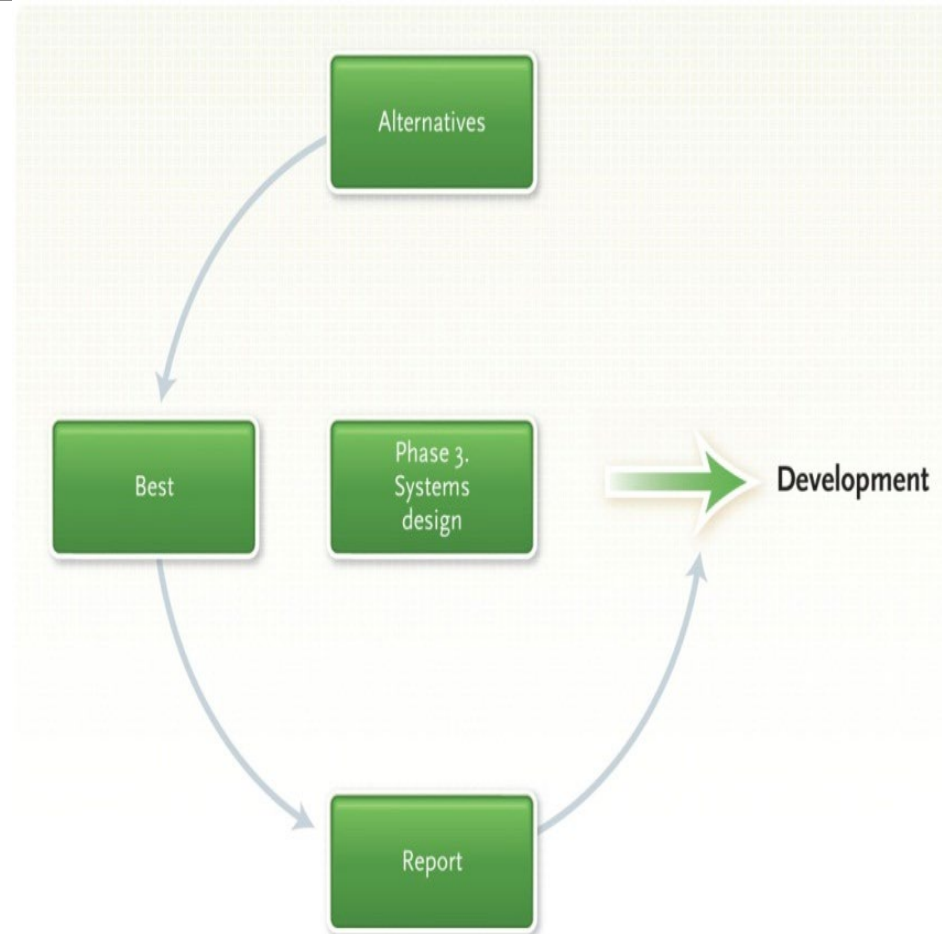 Alternatives
Best
Phase 3.
Systems
design
Development
Report